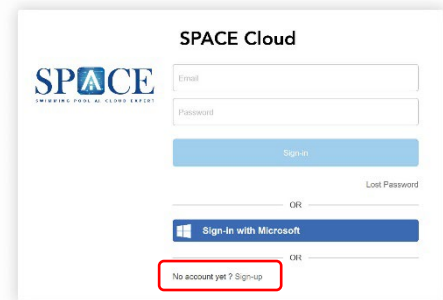 SPACE Cloud
SPACE
SWIMMING POOL AI CLOUD EXPERT
Email
Password
Sign-in
Lost Password
OR
Sign-in with Microsoft
OR
No account yet ? Sign-up